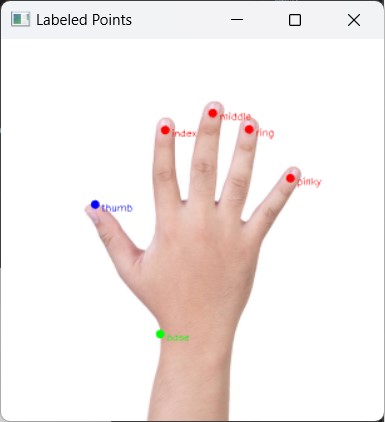 Labeled Points
middle
index
ring
pinky
thumb
base